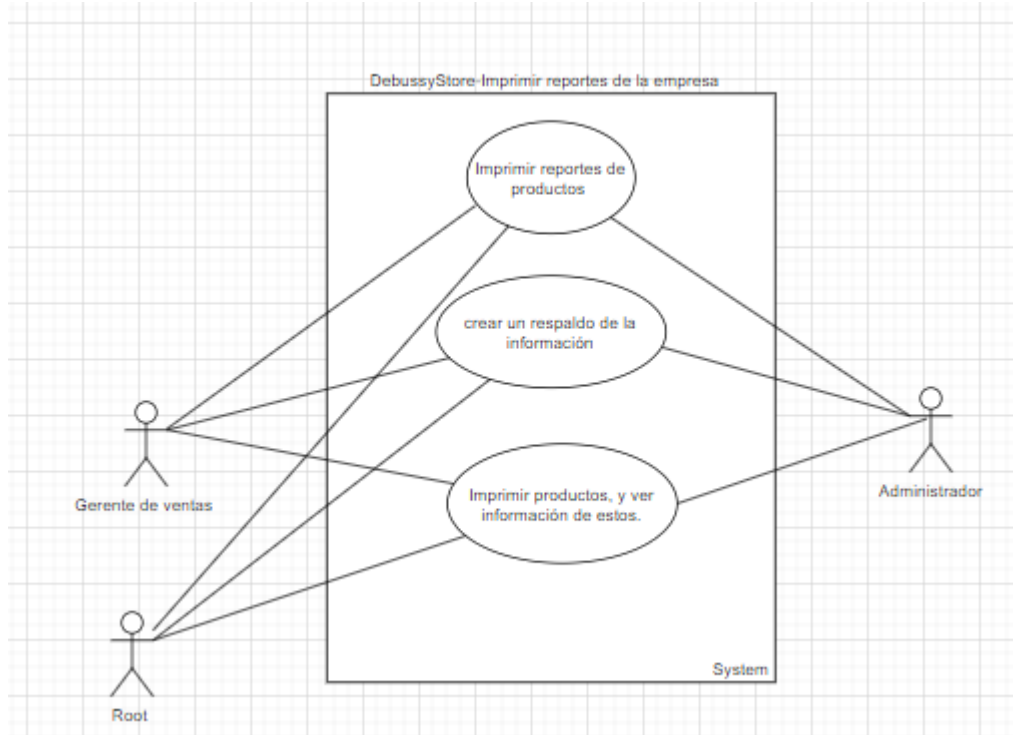 DebussyStore-Imprimir reportes de la empresa
Imprimir reportes de
productos
crear un respaldo de la
información
Gerente de ventas
Imprimir productos, y ver
información de estos.
Administrador
System
Root